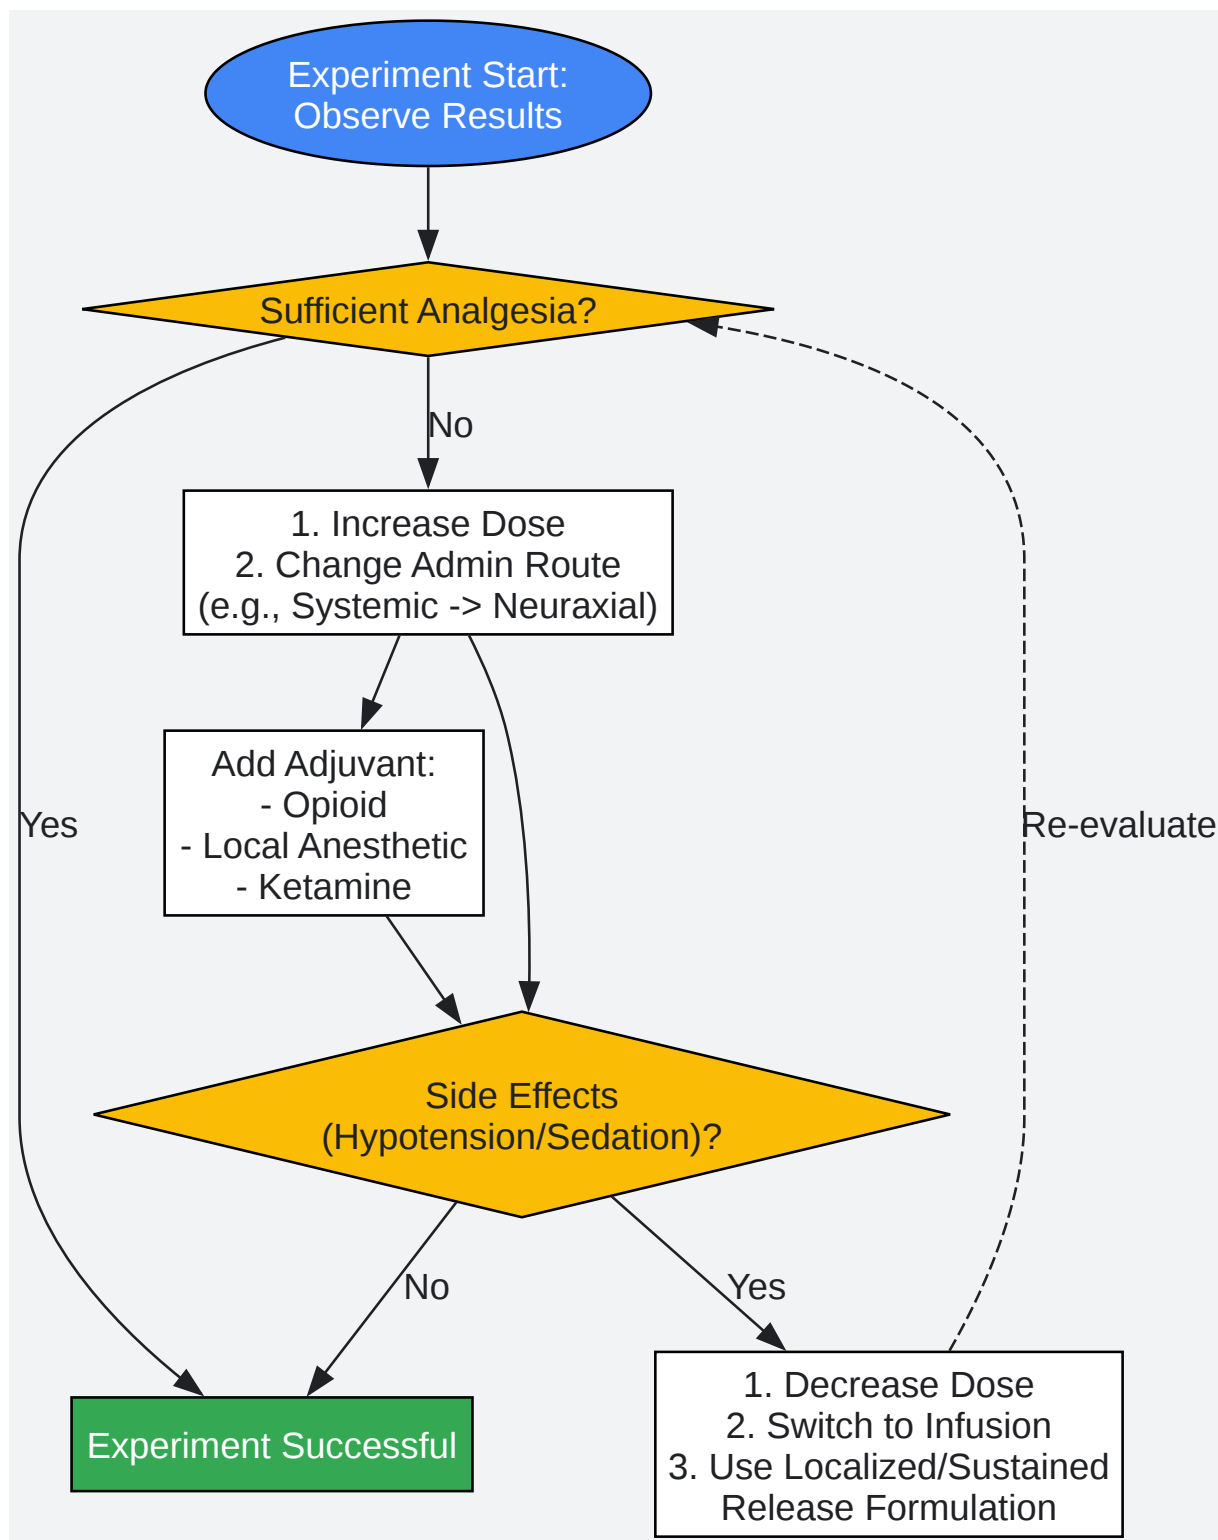 Experiment Start:
Observe Results
Sufficient Analgesia?
No
1. Increase Dose
2. Change Admin Route
(e.g., Systemic -> Neuraxial)
Add Adjuvant:
- Opioid
- Local Anesthetic
- Ketamine
Yes
Re-evaluate
Side Effects
(Hypotension/Sedation)?
No
Yes
Experiment Successful
1. Decrease Dose
2. Switch to Infusion
3. Use Localized/Sustained
Release Formulation